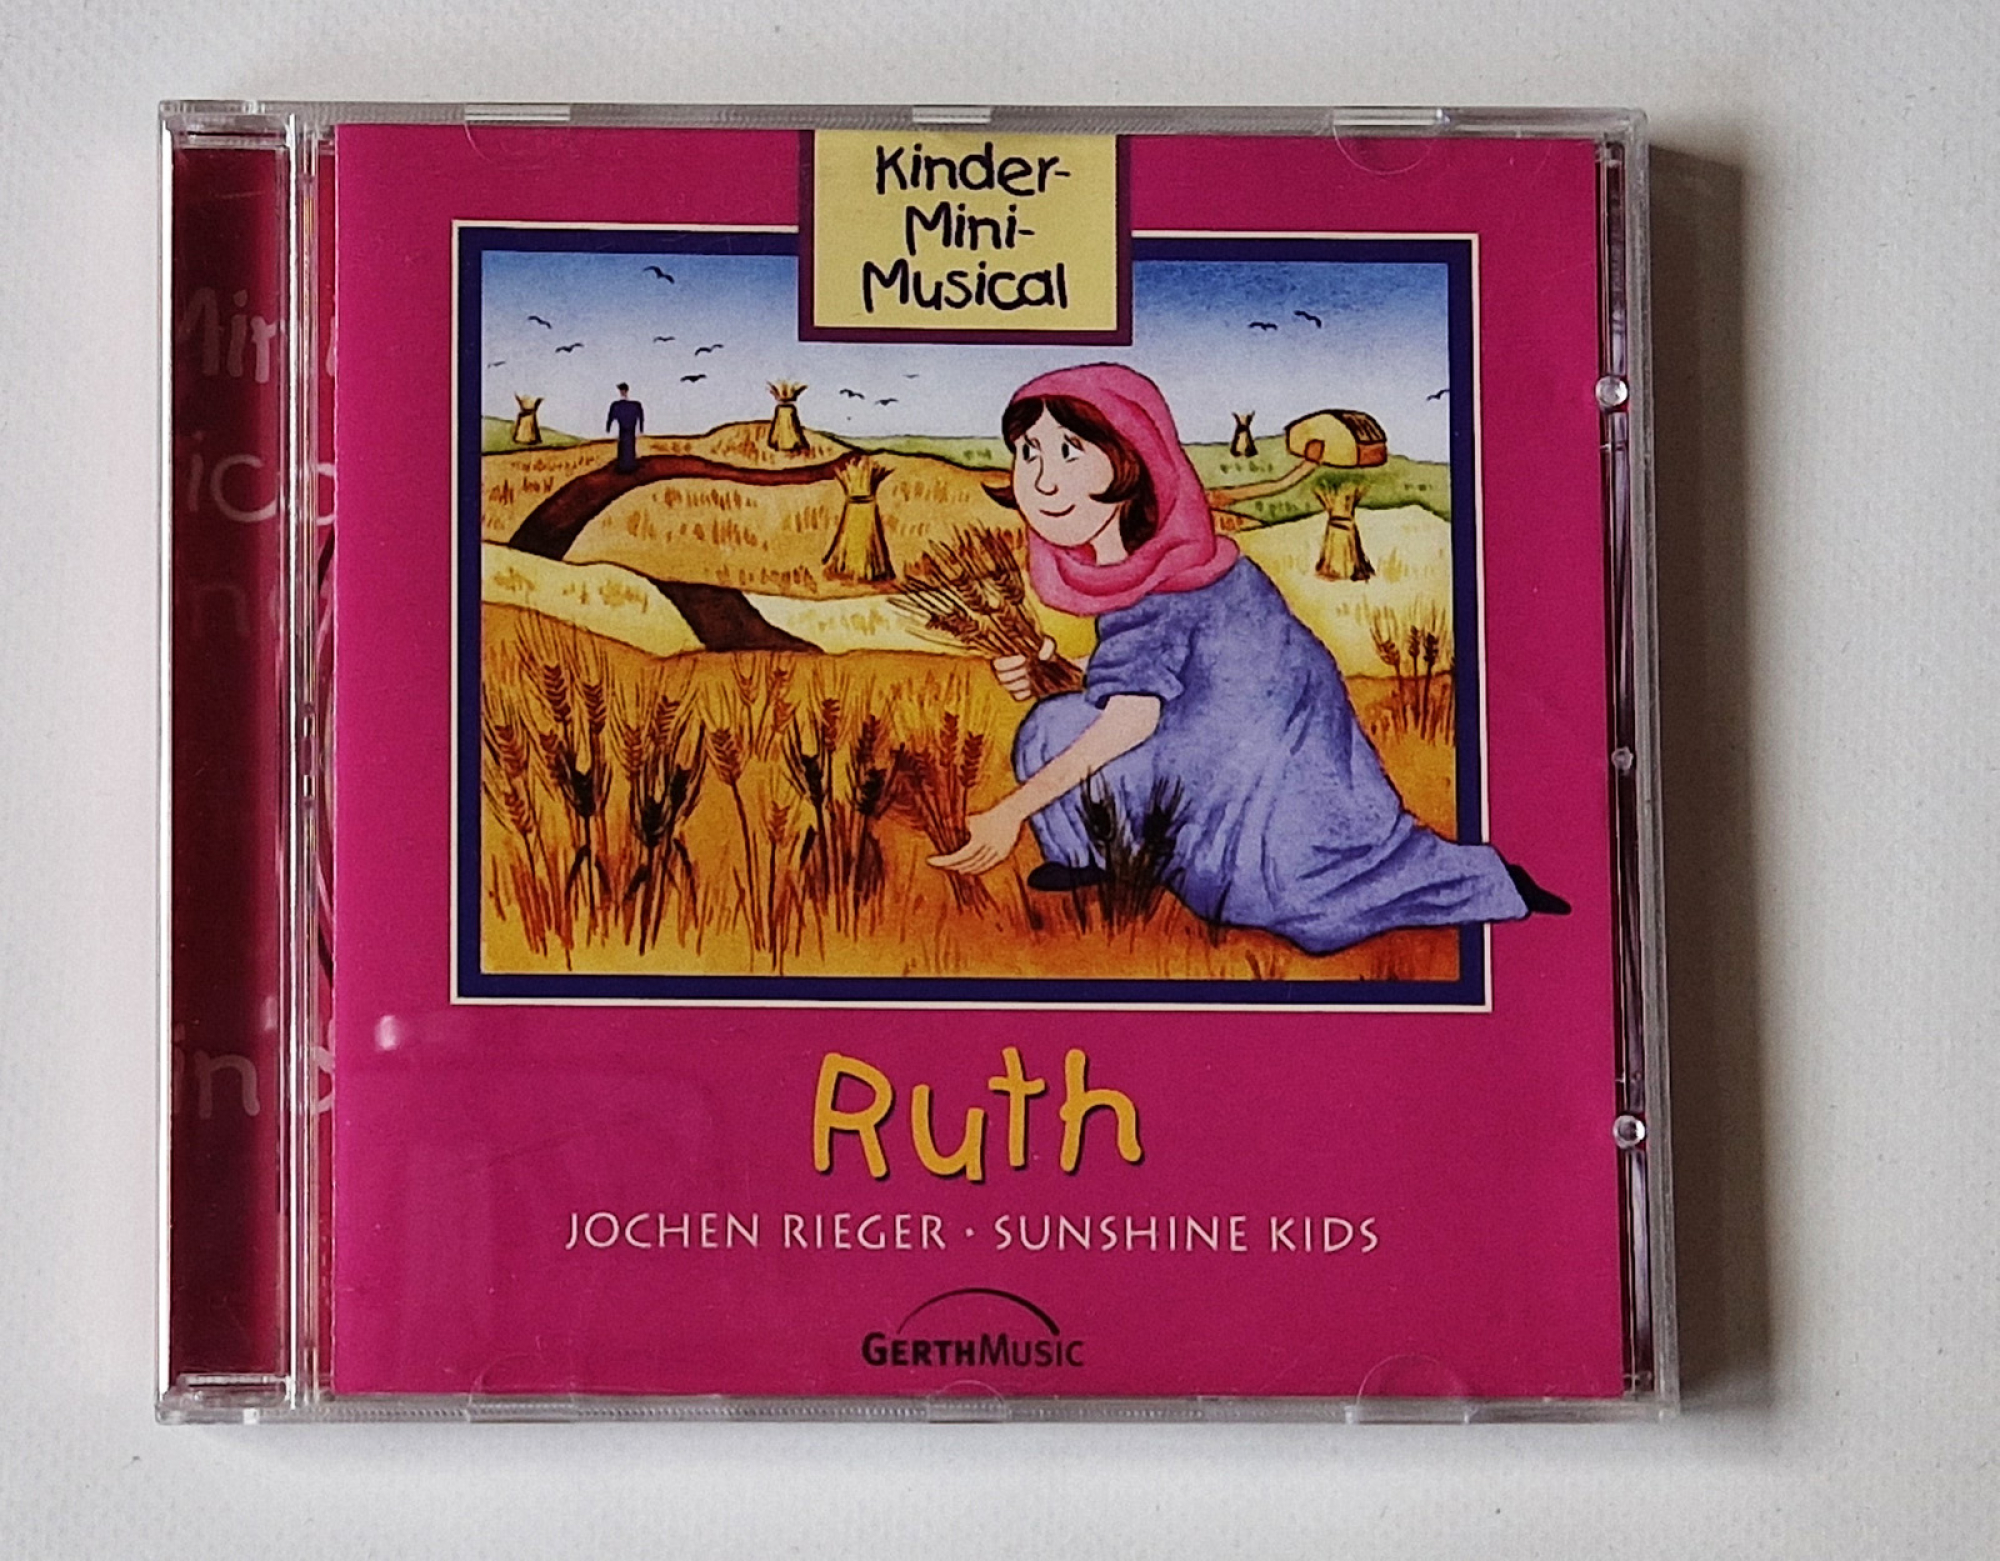 Kinder-
Mini-
Musical
Ruth
JOCHEN RIEGER · SUNSHINE KIDS
GERTHMUSIC